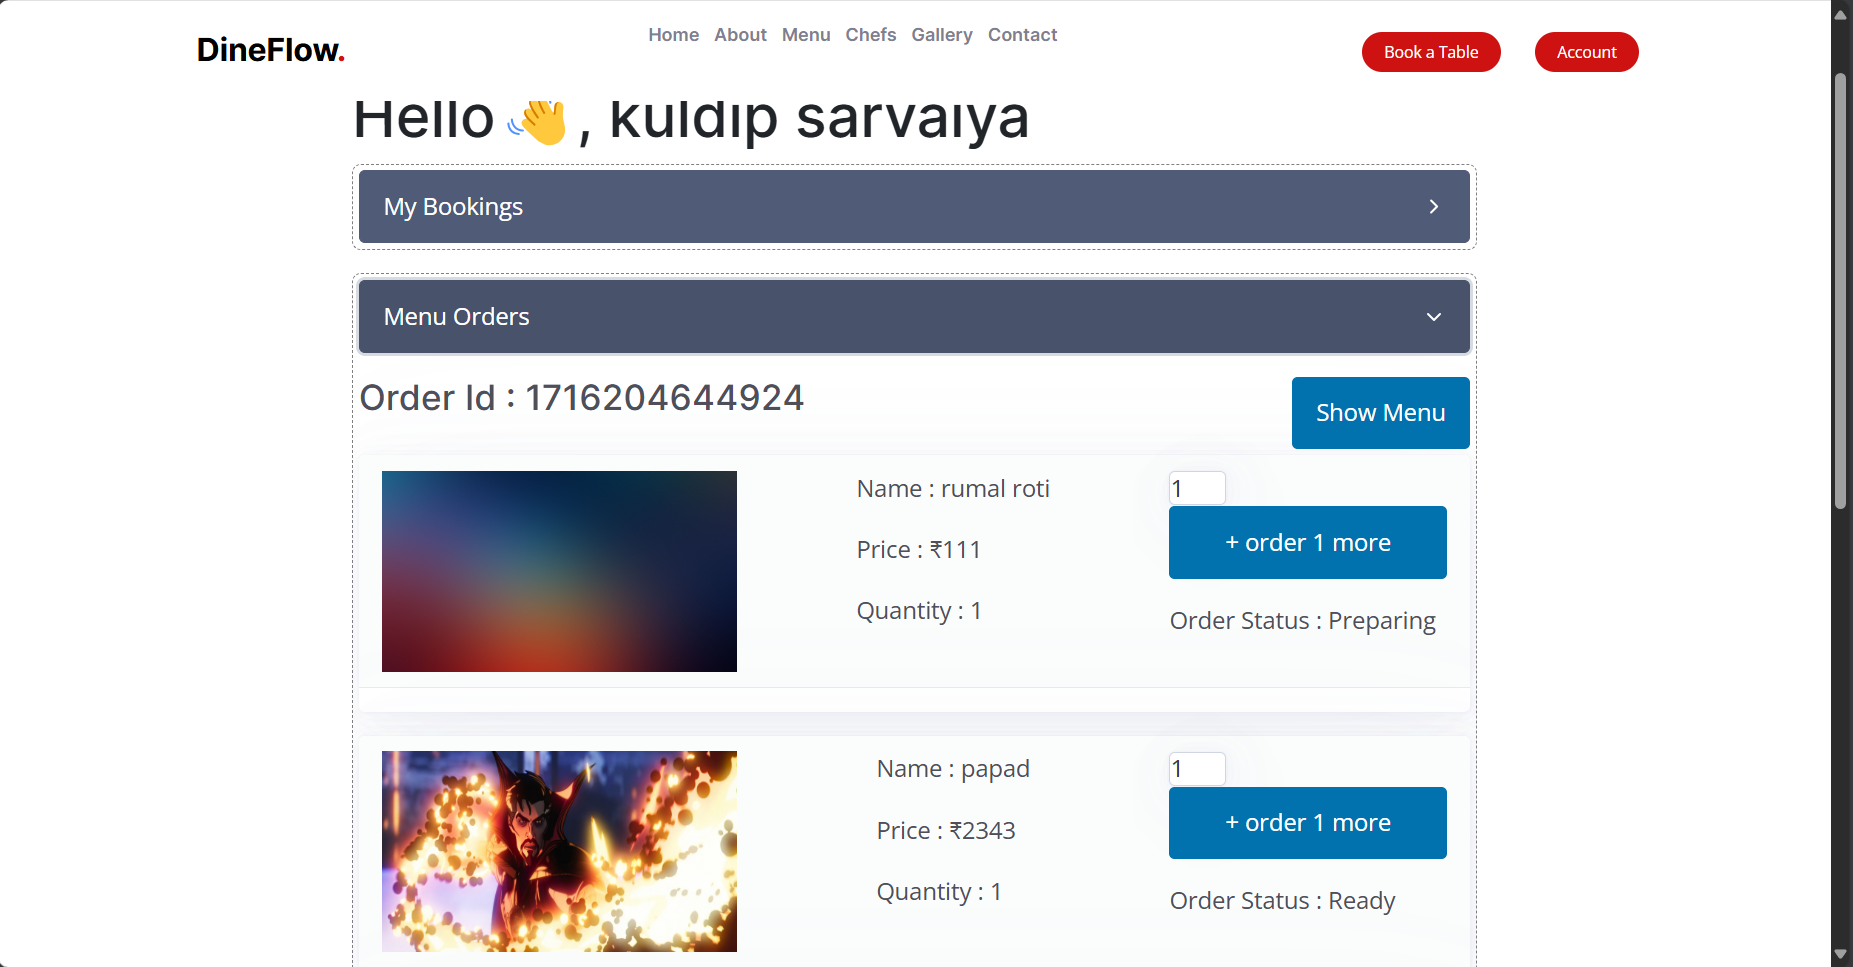 DineFlow.
Home About Menu Chefs Gallery Contact
Book a Table
Account
Hello 👋, kuldip sarvaiya
My Bookings
Menu Orders
Order Id : 1716204644924
Show Menu
Name : rumal roti
Price : ₹111
Quantity : 1
1
+ order 1 more
Order Status : Preparing
Name : papad
Price : ₹2343
Quantity : 1
1
+ order 1 more
Order Status : Ready